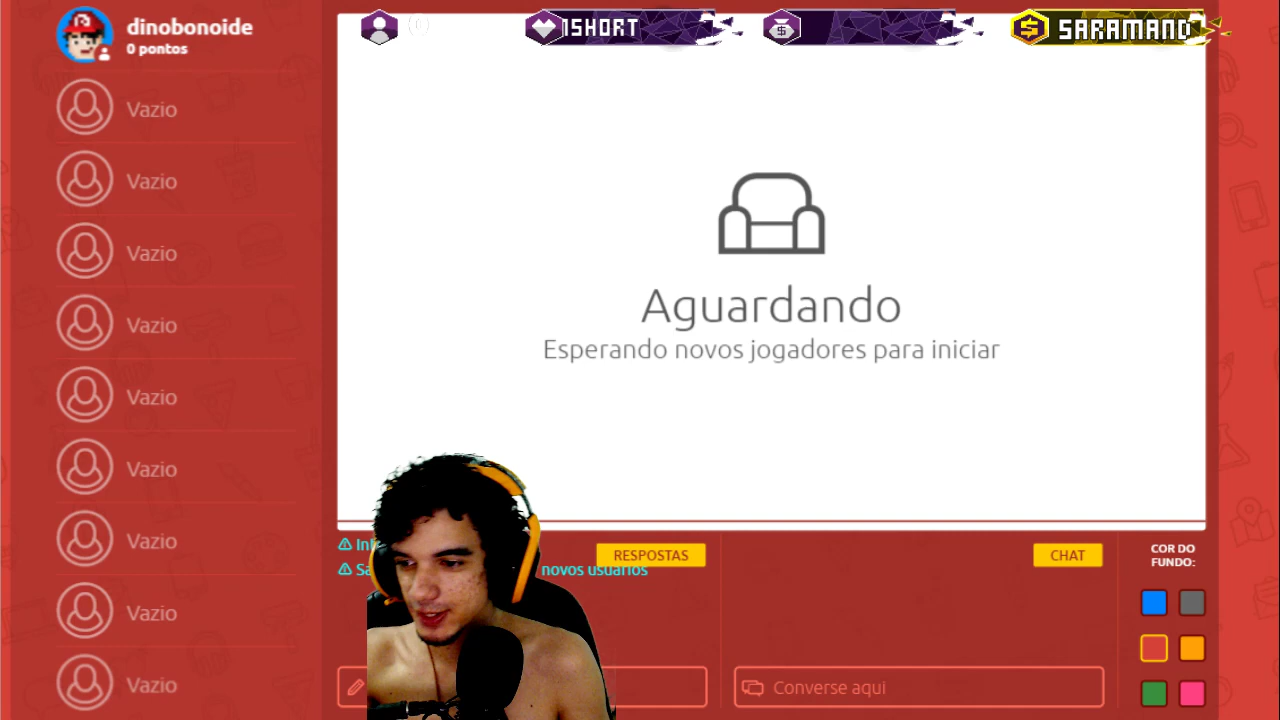 dinobonoide
0 pontos
Vazio
Vazio
Vazio
Vazio
Vazio
Vazio
Vazio
Vazio
Vazio
(0)
1SHORT
SARAMAND
Aguardando
Esperando novos jogadores para iniciar
RESPOSTAS
novos usuários
CHAT
Converse aqui
COR DO
FUNDO: